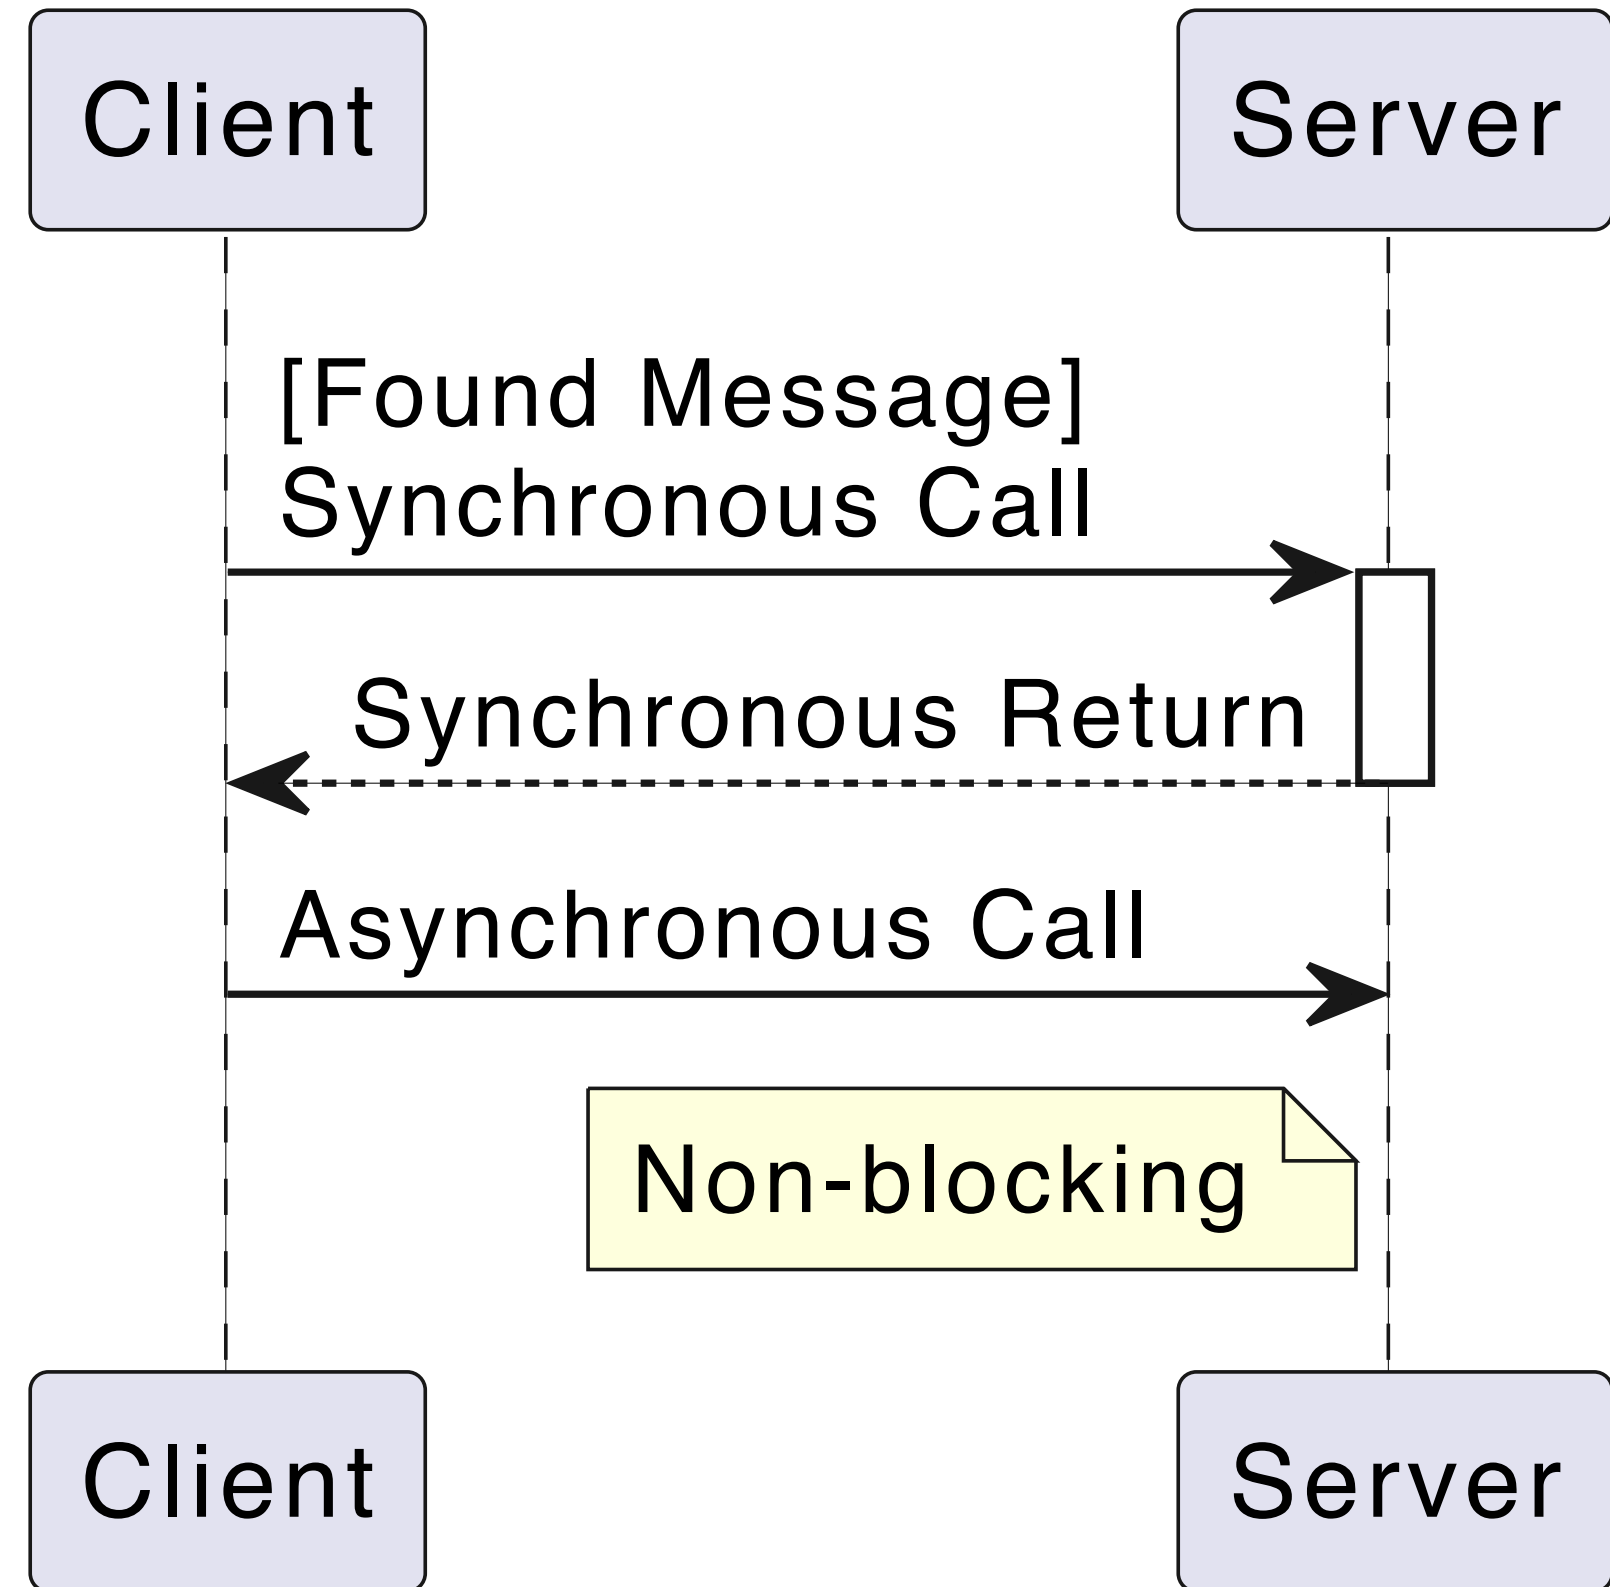 Client
Server
[Found Message]
Synchronous Call
Synchronous Return
Asynchronous Call
Non-blocking
Client
Server